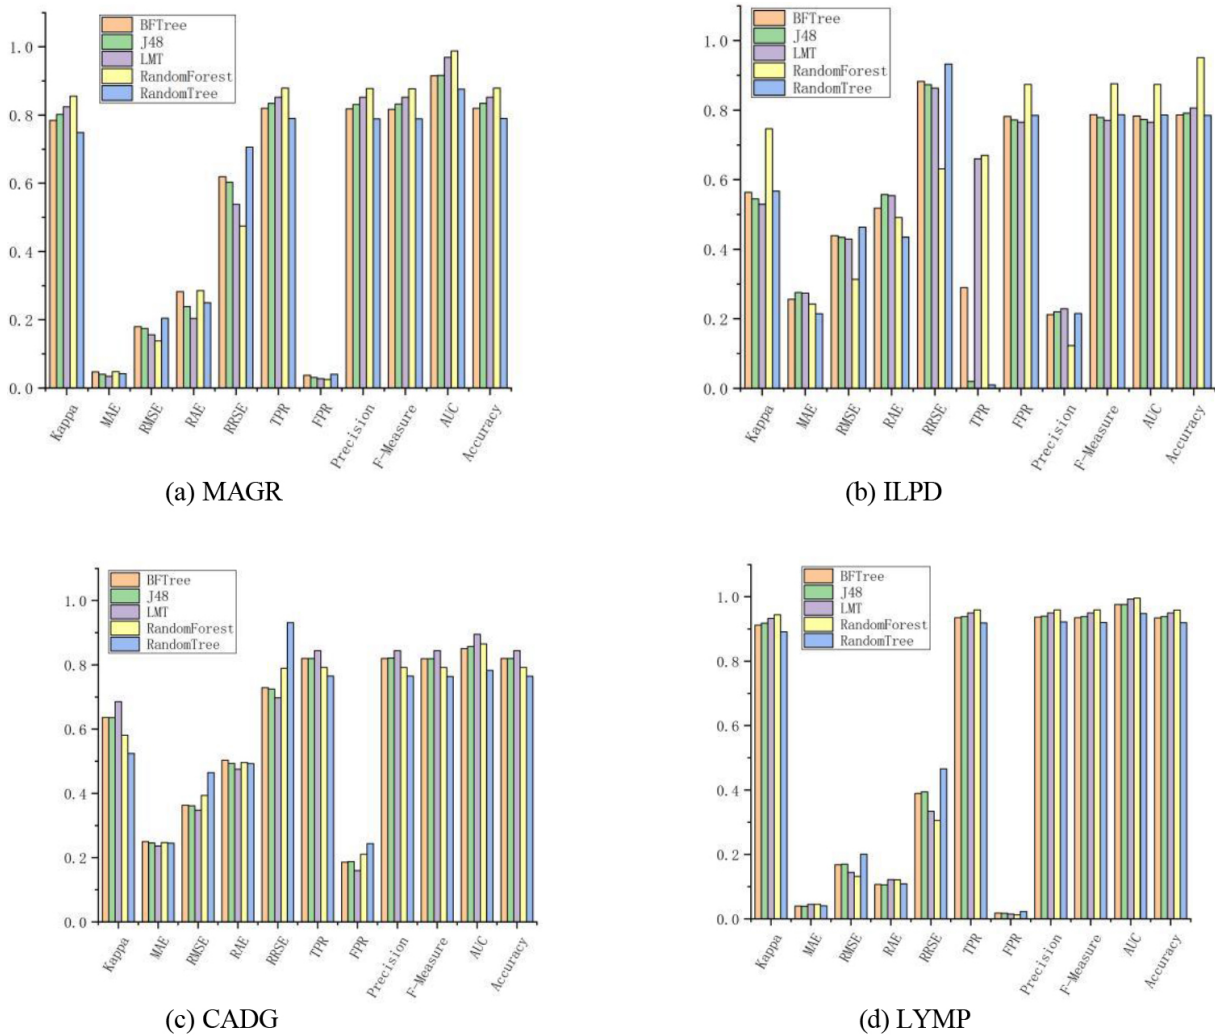 BFTree
J48
LMT
RandomForest
RandomTree
1.0
0.8
0.6
0.4
0.2
0.0
Kappa
MAE
RMSE
RAE
RRSE
TPR
FPR
Precision
F-Measure
AUC
Accuracy
(a) MAGR
BFTree
J48
LMT
RandomForest
RandomTree
1.0
0.8
0.6
0.4
0.2
0.0
Kappa
MAE
RMSE
RAE
RRSE
TPR
FPR
Precision
F-Measure
AUC
Accuracy
(b) ILPD
BFTree
J48
LMT
RandomForest
RandomTree
1.0
0.8
0.6
0.4
0.2
0.0
Kappa
MAE
RMSE
RAE
RRSE
TPR
FPR
Precision
F-Measure
AUC
Accuracy
(c) CADG
BFTree
J48
LMT
RandomForest
RandomTree
1.0
0.8
0.6
0.4
0.2
0.0
Kappa
MAE
RMSE
RAE
RRSE
TPR
FPR
Precision
F-Measure
AUC
Accuracy
(d) LYMP